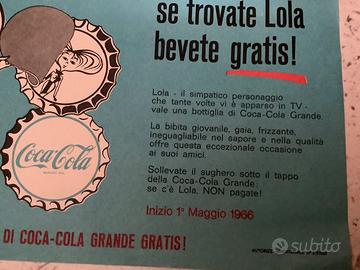 se trovate Lola
bevete gratis!
Lola - il simpatico personaggio
che tante volte vi è apparso in TV -
vale una bottiglia di Coca-Cola Grande.
La bibita giovanile, gaia, frizzante,
ineguagliabile nel sapore e nella qualità
offre questa eccezionale occasione
ai suoi amici.
Sollevate il sughero sotto il tappo
della Coca-Cola Grande:
se c'è Lola, NON pagate!
Inizio 1° Maggio 1966
Coca-Cola
DI COCA-COLA GRANDE GRATIS!
subito